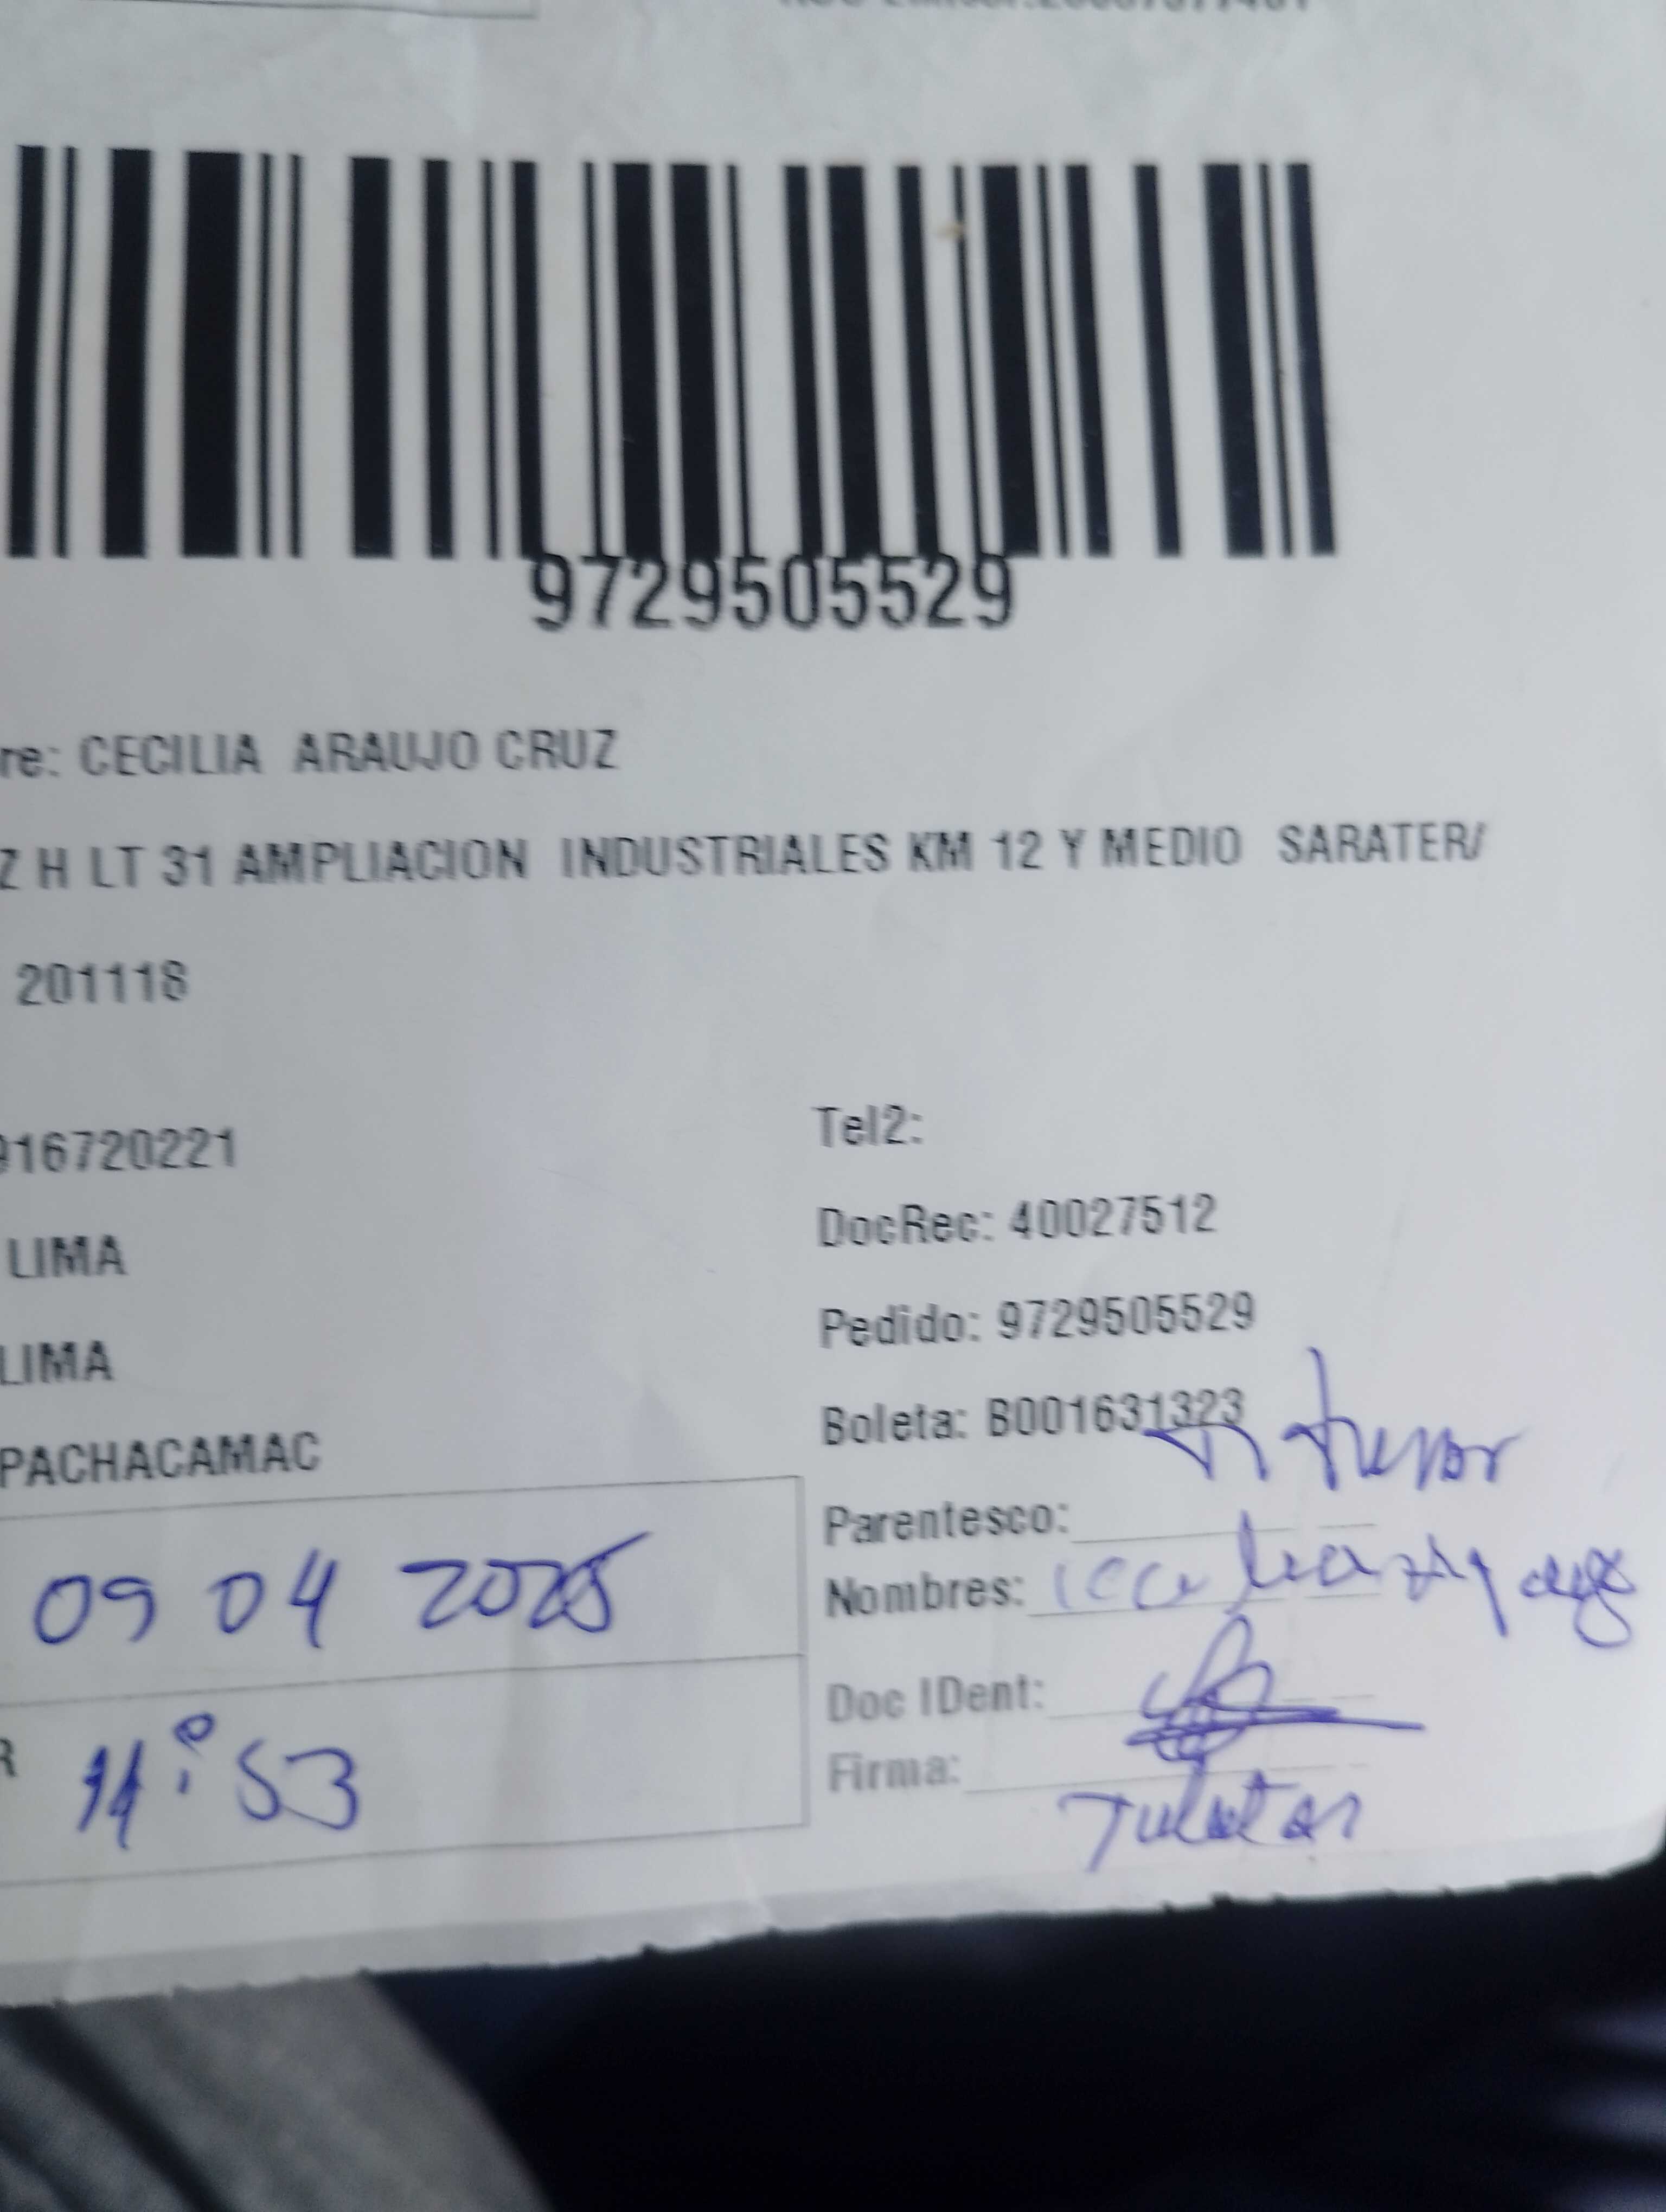 9729505529
re: CECILIA ARAUJO CRUZ
Z H LT 31 AMPLIACION INDUSTRIALES KM 12 Y MEDIO SARATER/
201118
916720221
Tel2:
LIMA
DocRec: 40027512
LIMA
Pedido: 9729505529
PACHACAMAC
Boleta: B001631323
Parentesco:
09 04 2025
Nombres:
Doc IDent:
R 11:53
Firma: